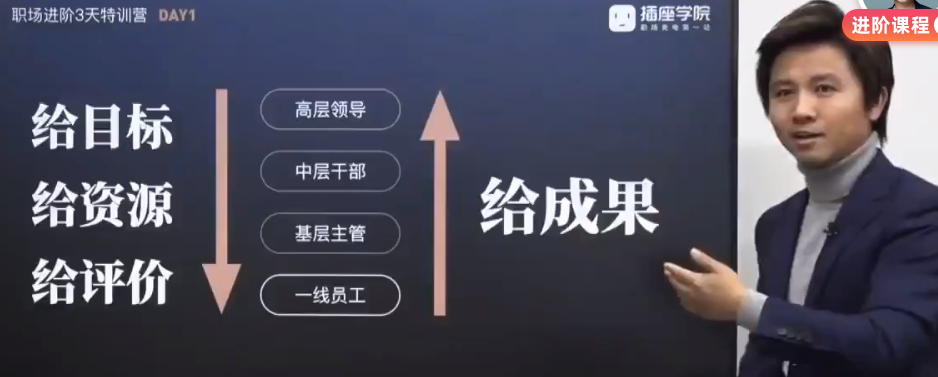 职场进阶3天特训营 DAY1
插座学院
职场充电第一站
进阶课程
给目标
给资源
给评价
高层领导
中层干部
基层主管
一线员工
给成果